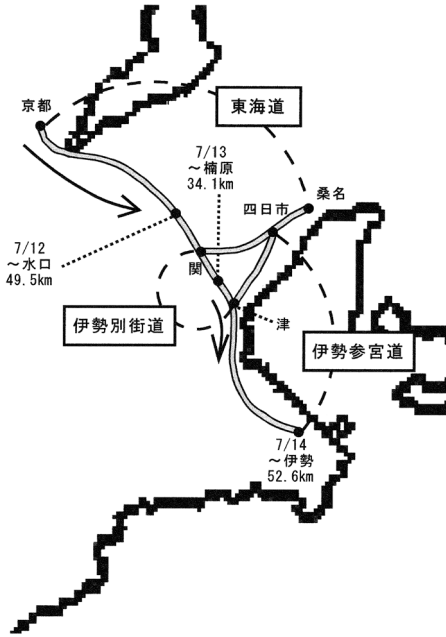 京都
東海道
7/13
~楠原
34.1km
桑名
四日市
7/12
~水口
49.5km
関
伊勢別街道
津
伊勢参宮道
7/14
~伊勢
52.6km